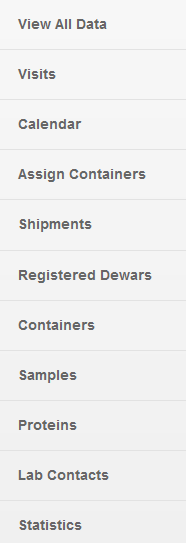 View All Data
Visits
Calendar
Assign Containers
Shipments
Registered Dewars
Containers
Samples
Proteins
Lab Contacts
Statistics